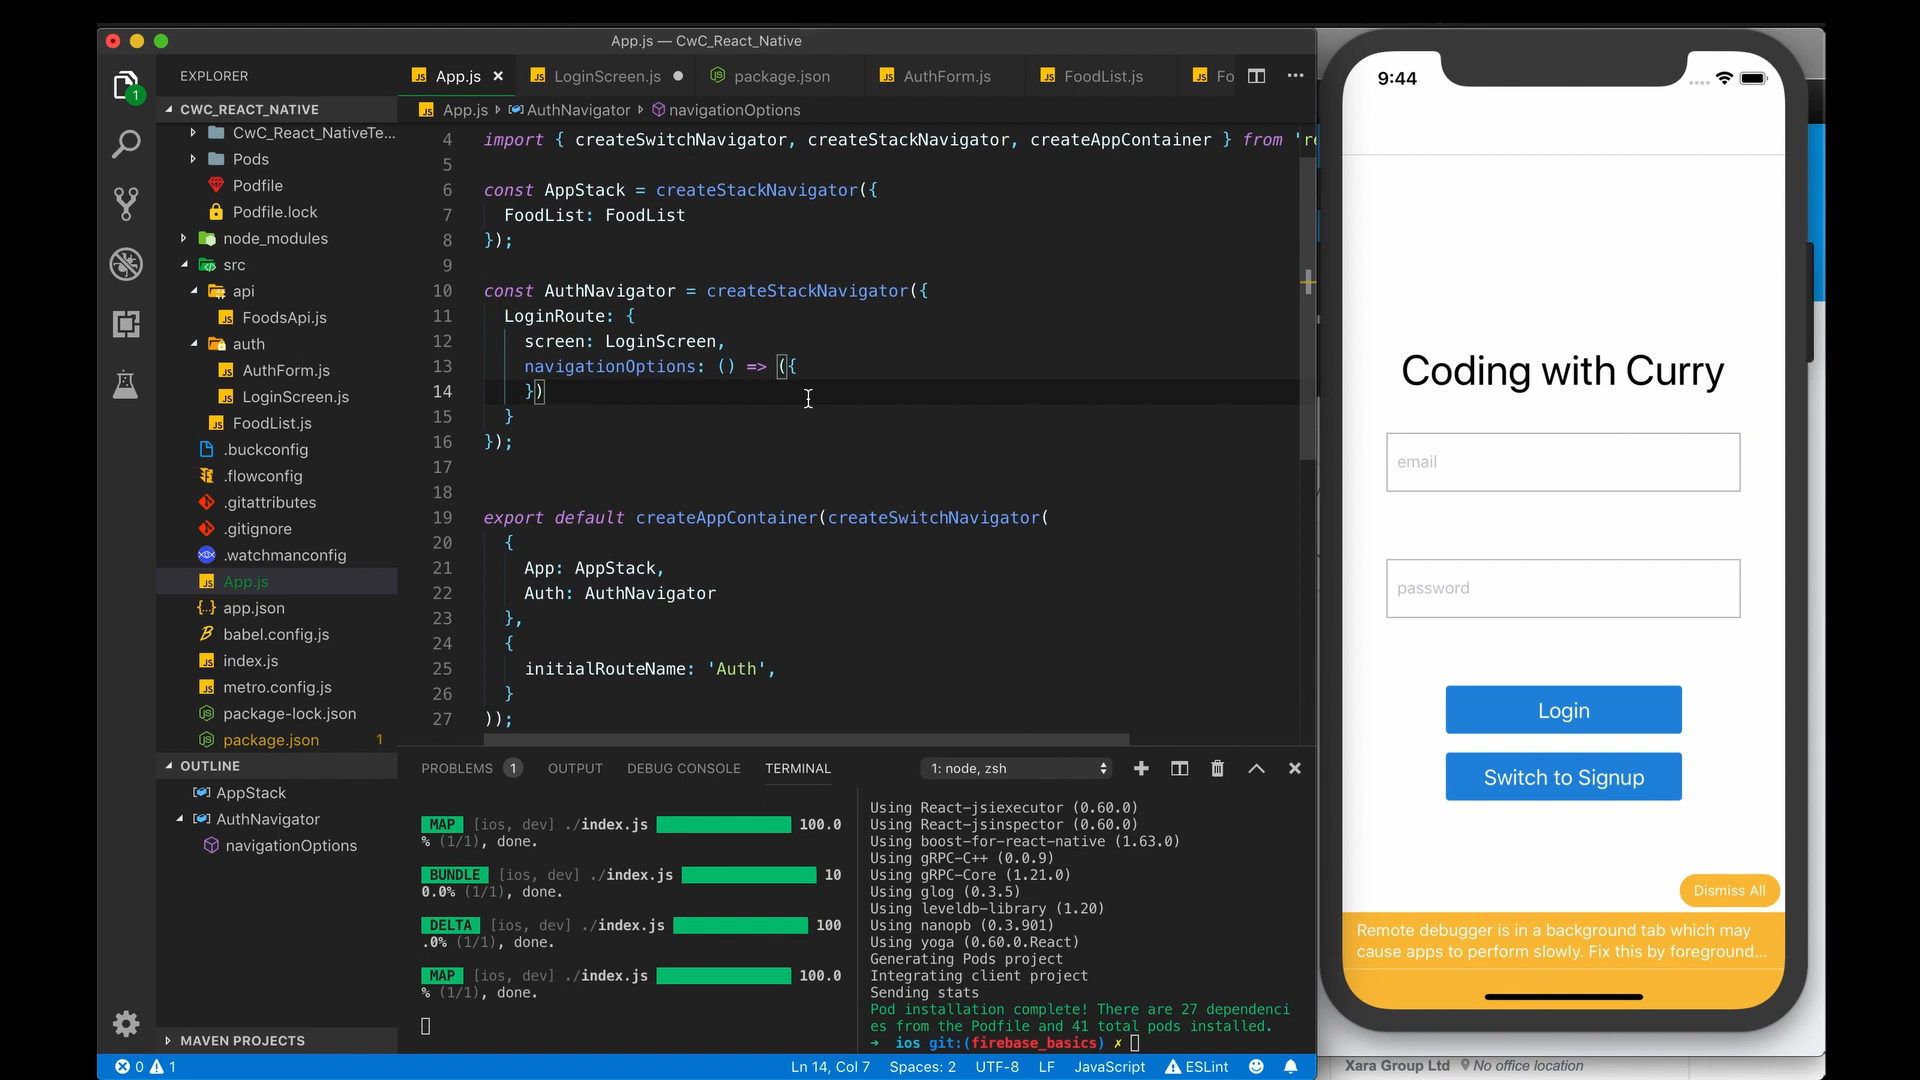 App.js — CwC_React_Native
EXPLORER
CWC_REACT_NATIVE
CwC_React_NativeTe...
Pods
Podfile
Podfile.lock
node_modules
src
api
FoodsApi.js
auth
AuthForm.js
LoginScreen.js
FoodList.js
.buckconfig
.flowconfig
.gitattributes
.gitignore
.watchmanconfig
App.js
app.json
babel.config.js
index.js
metro.config.js
package-lock.json
package.json 1
OUTLINE
AppStack
AuthNavigator
navigationOptions
MAVEN PROJECTS
1
App.js LoginScreen.js package.json AuthForm.js FoodList.js Fo
App.js AuthNavigator navigationOptions
4 import { createSwitchNavigator, createStackNavigator, createAppContainer } from 're
5
6 const AppStack = createStackNavigator({
7 FoodList: FoodList
8 });
9
10 const AuthNavigator = createStackNavigator({
11 LoginRoute: {
12 screen: LoginScreen,
13 navigationOptions: () => ({
14 })
15 }
16 });
17
18
19 export default createAppContainer(createSwitchNavigator(
20 {
21 App: AppStack,
22 Auth: AuthNavigator
23 },
24 {
25 initialRouteName: 'Auth',
26 }
27 ));
PROBLEMS 1 OUTPUT DEBUG CONSOLE TERMINAL 1: node, zsh
MAP [ios, dev] ./index.js 100.0
% (1/1), done.
BUNDLE [ios, dev] ./index.js 10
0.0% (1/1), done.
DELTA [ios, dev] ./index.js 100
.0% (1/1), done.
MAP [ios, dev] ./index.js 100.0
% (1/1), done.
Using React-jsiexecutor (0.60.0)
Using React-jsinspector (0.60.0)
Using boost-for-react-native (1.63.0)
Using gRPC-C++ (0.0.9)
Using gRPC-Core (1.21.0)
Using glog (0.3.5)
Using leveldb-library (1.20)
Using nanopb (0.3.901)
Using yoga (0.60.0.React)
Generating Pods project
Integrating client project
Sending stats
Pod installation complete! There are 27 dependenci
es from the Podfile and 41 total pods installed.
→ ios git:(firebase_basics) ✗
0 1 Ln 14, Col 7 Spaces: 2 UTF-8 LF JavaScript ESLint
9:44
Coding with Curry
email
password
Login
Switch to Signup
Dismiss All
Remote debugger is in a background tab which may
cause apps to perform slowly. Fix this by foreground...
Xara Group Ltd No office location